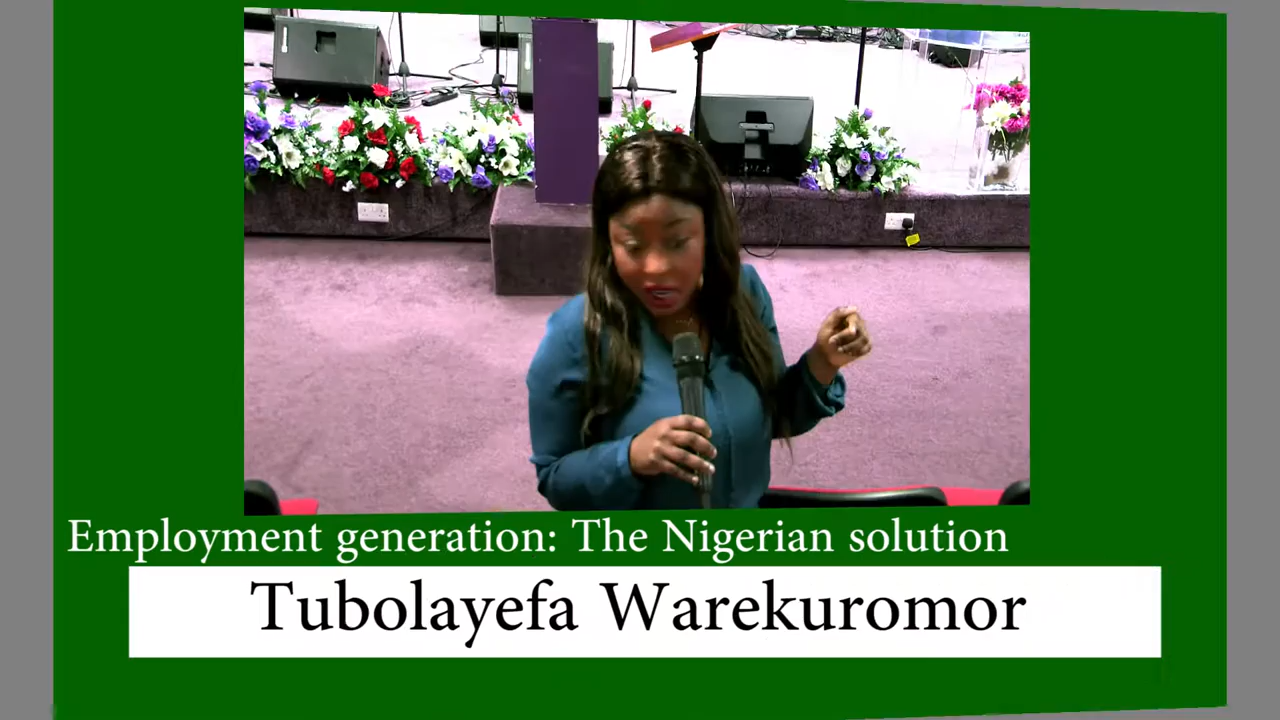 Employment generation: The Nigerian solution
Tubolayefa Warekuromor